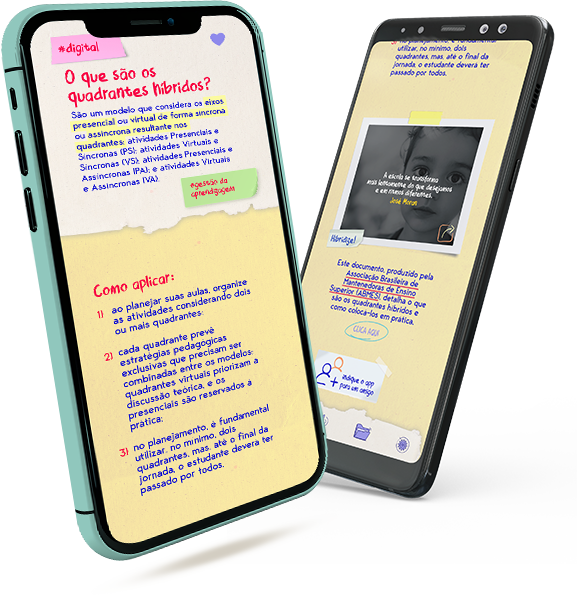 #digital
O que são os
quadrantes híbridos?
São um modelo que considera os eixos
presencial ou virtual de forma síncrona
ou assíncrona resultante nos
quadrantes: atividades Presenciais e
Síncronas (PS); atividades Virtuais e
Síncronas (VS); atividades Presenciais e
Assíncronas (PA); e atividades Virtuais
e Assíncronas (VA).
#gestão da
aprendizagem
Como aplicar:
1) ao planejar suas aulas, organize
as atividades considerando dois
ou mais quadrantes;
2) cada quadrante prevê
estratégias pedagógicas
exclusivas que precisam ser
combinadas entre os modelos:
quadrantes virtuais priorizam a
discussão teórica, e os
presenciais são reservados à
prática;
3) no planejamento, é fundamental
utilizar, no mínimo, dois
quadrantes, mas, até o final da
jornada, o estudante deverá ter
passado por todos.
3) no planejamento, é fundamental
utilizar, no mínimo, dois
quadrantes, mas, até o final da
jornada, o estudante deverá ter
passado por todos.
A escola se transforma
mais lentamente do que desejamos
e em ritmos diferentes.
José Moran
Hibridize!
Este documento, produzido pela
Associação Brasileira de
Mantenedoras de Ensino
Superior (ABMES), detalha o que
são os quadrantes híbridos e
como colocá-los em prática.
CLICA AQUI
indique o app
para um amigo